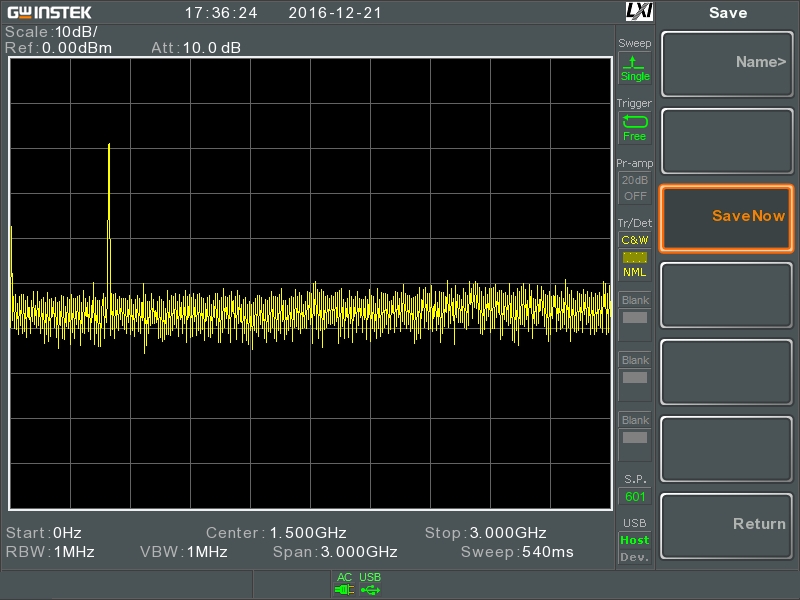 GWINSTEK 17:36:24 2016-12-21 LXI Save
Scale:10dB/
Ref:0.00dBm Att:10.0 dB
Sweep
Single
Name>
Trigger
Free
Pr-amp
20dB
OFF
Tr/Det
C&W
NML
SaveNow
Blank
Blank
Blank
S.P.
601
USB
Host
Dev.
Return
Start:0Hz Center:1.500GHz Stop:3.000GHz
RBW:1MHz VBW:1MHz Span:3.000GHz Sweep:540ms
AC USB